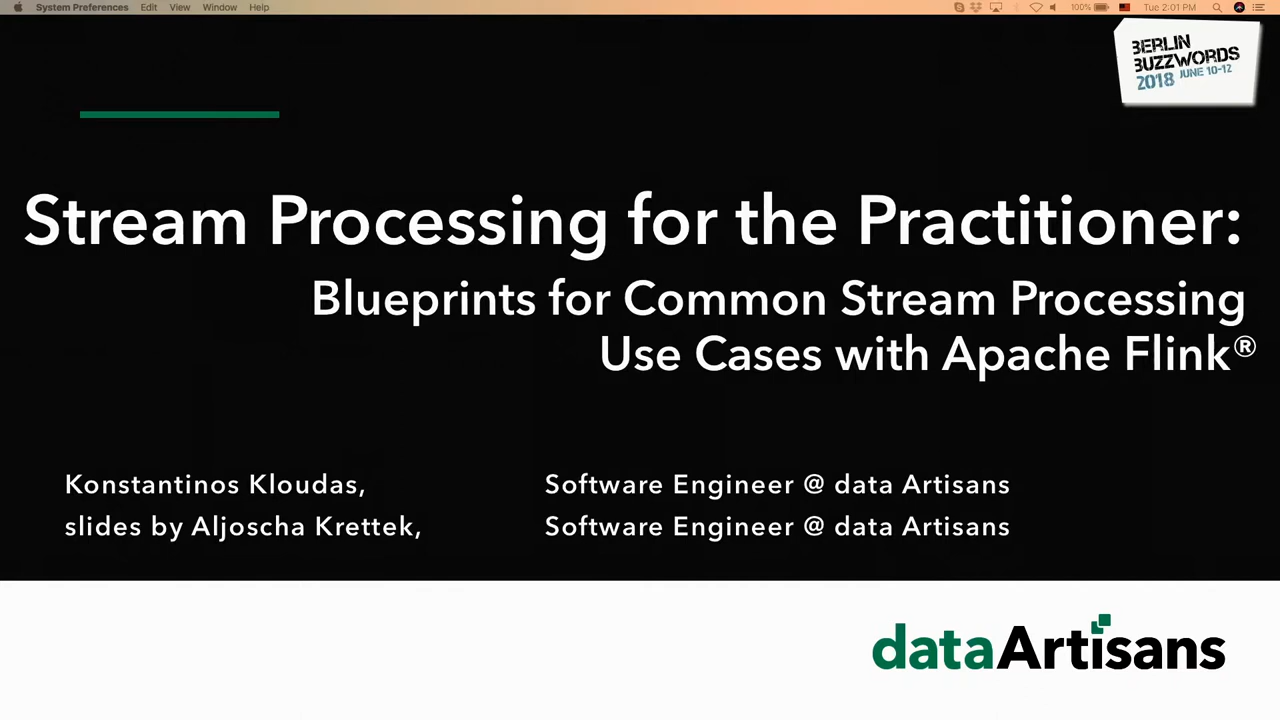 System Preferences Edit View Window Help 100% Tue 2:01 PM
BERLIN
BUZZWORDS
2018 JUNE 10-12
Stream Processing for the Practitioner:
Blueprints for Common Stream Processing
Use Cases with Apache Flink®
Konstantinos Kloudas, Software Engineer @ data Artisans
slides by Aljoscha Krettek, Software Engineer @ data Artisans
dataArtisans